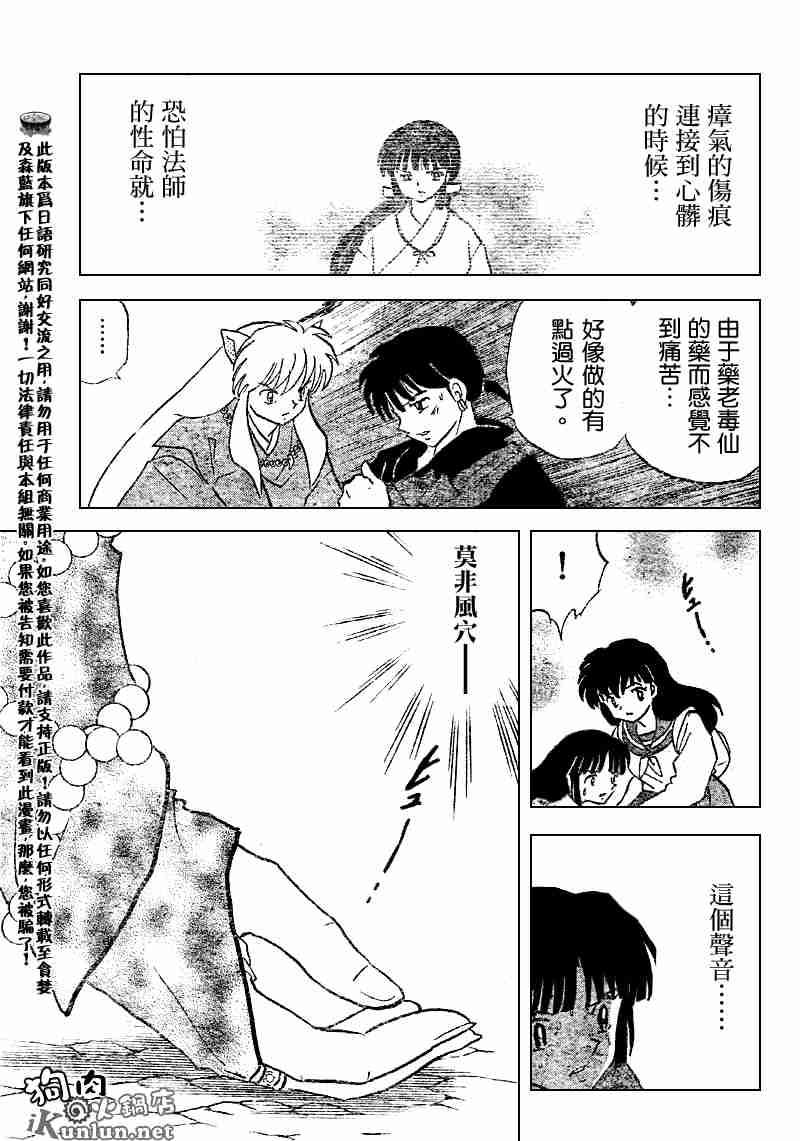 瘴氣的傷痕
連接到心髒
的時候…
恐怕法師
的性命就…
由于藥老毒仙
的藥而感覺不
到痛苦…
好像做的有
點過火了。
……
！
ビュー…
莫非風穴——
ビュー
這個聲音……
此版本爲日語研究同好交流之用，請勿用于任何商業用途，如您喜歡此作品，請支持正版！請勿以任何形式轉載至貪婪
及森藍旗下任何網站，謝謝！一切法律責任與本組無關。如果您被告知需要付款才能看到此漫畫，那麽，您被騙了！
狗肉
火鍋店
iKunlun.net